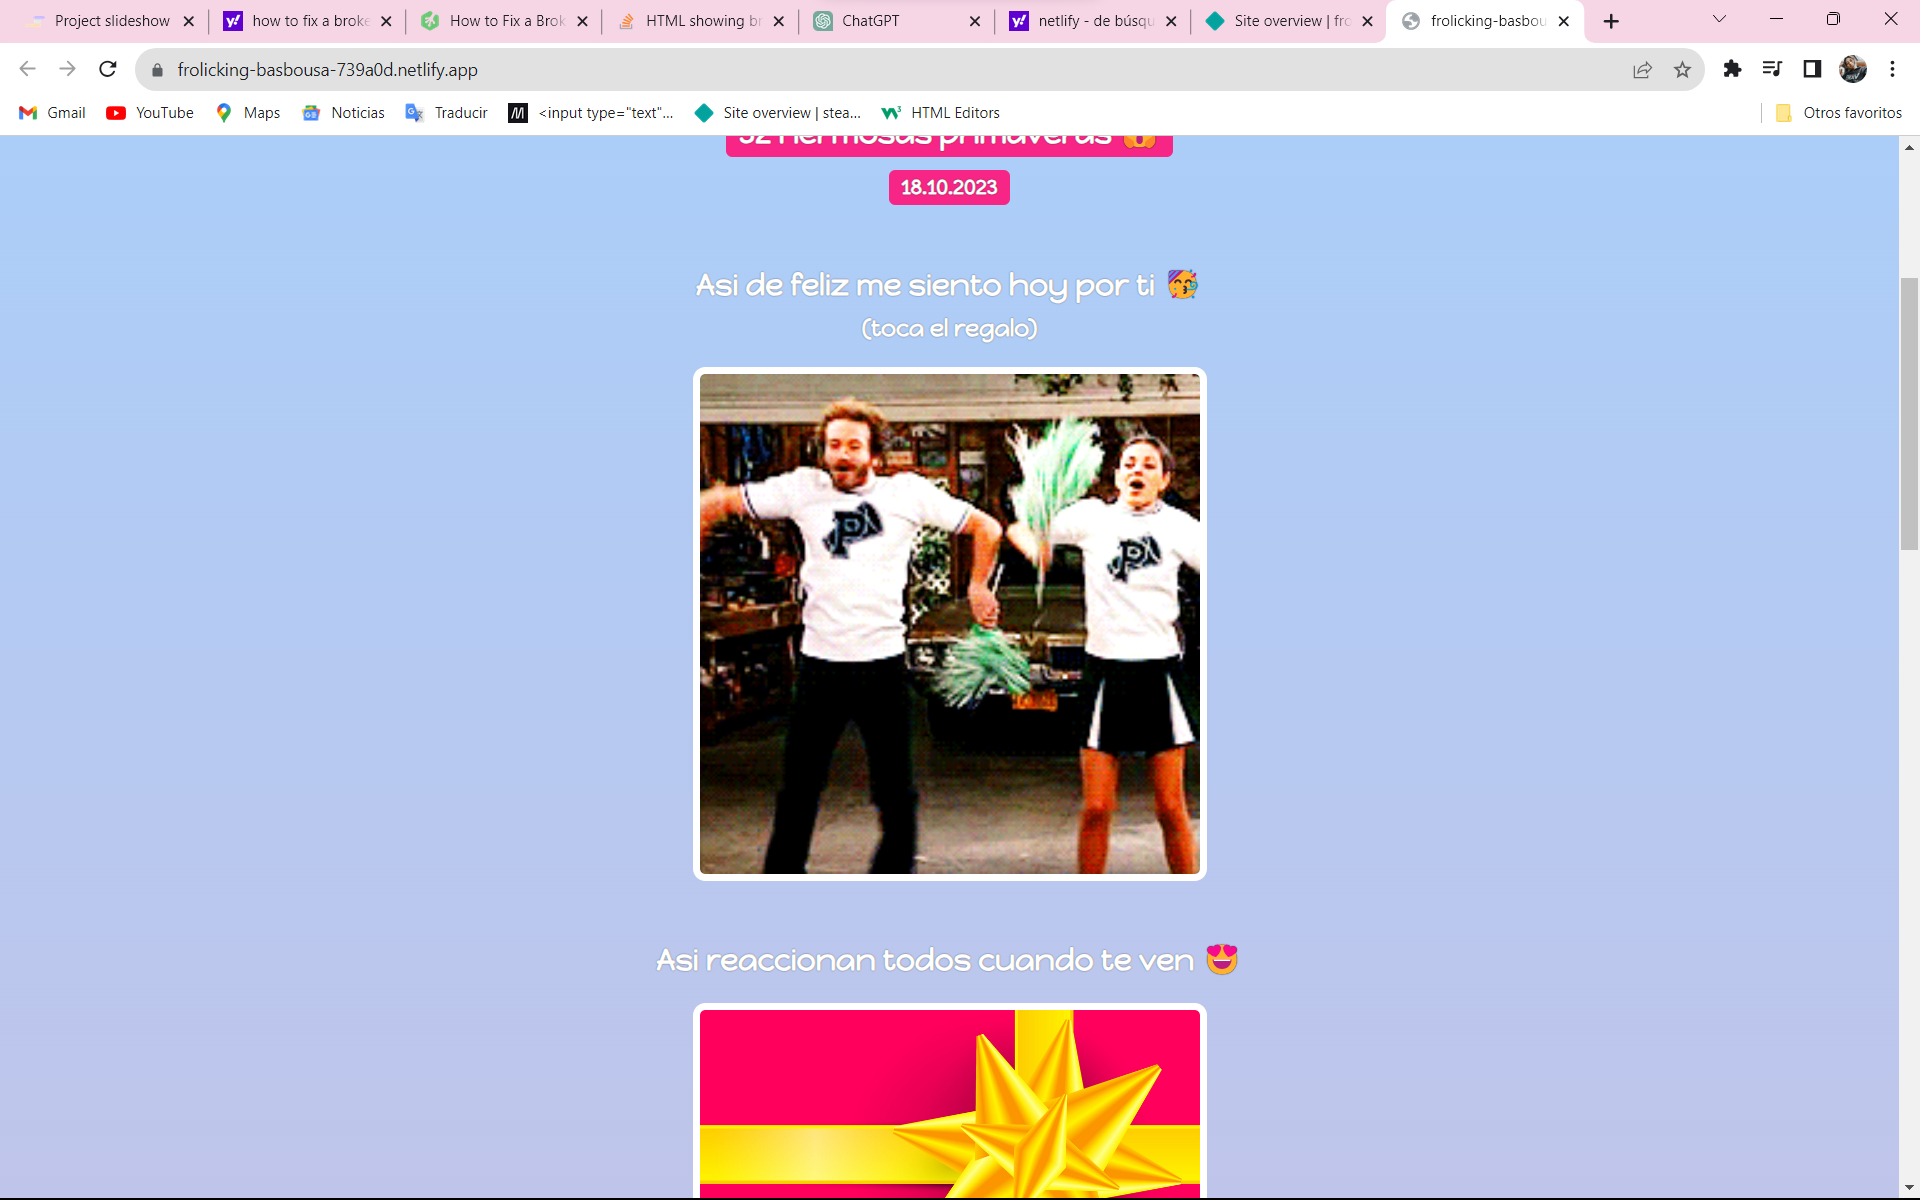 Project slideshow
how to fix a broke
How to Fix a Brok
HTML showing br
ChatGPT
netlify - de búsqu
Site overview | fro
frolicking-basbou
frolicking-basbousa-739a0d.netlify.app
Gmail
YouTube
Maps
Noticias
Traducir
<input type="text"...
Site overview | stea...
HTML Editors
Otros favoritos
hermosas primaveras
18.10.2023
Asi de feliz me siento hoy por ti 🥳
(toca el regalo)
Asi reaccionan todos cuando te ven 😍